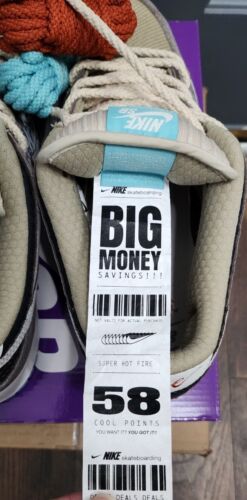 NIKE
SB
NIKE skateboarding
BIG
MONEY
SAVINGS!!!
NOT VALID FOR ACTUAL PURCHASE
SUPER HOT FIRE
58
COOL POINTS
YOU WANT IT? YOU GOT IT!
NIKE skateboarding
DEALS DEALS